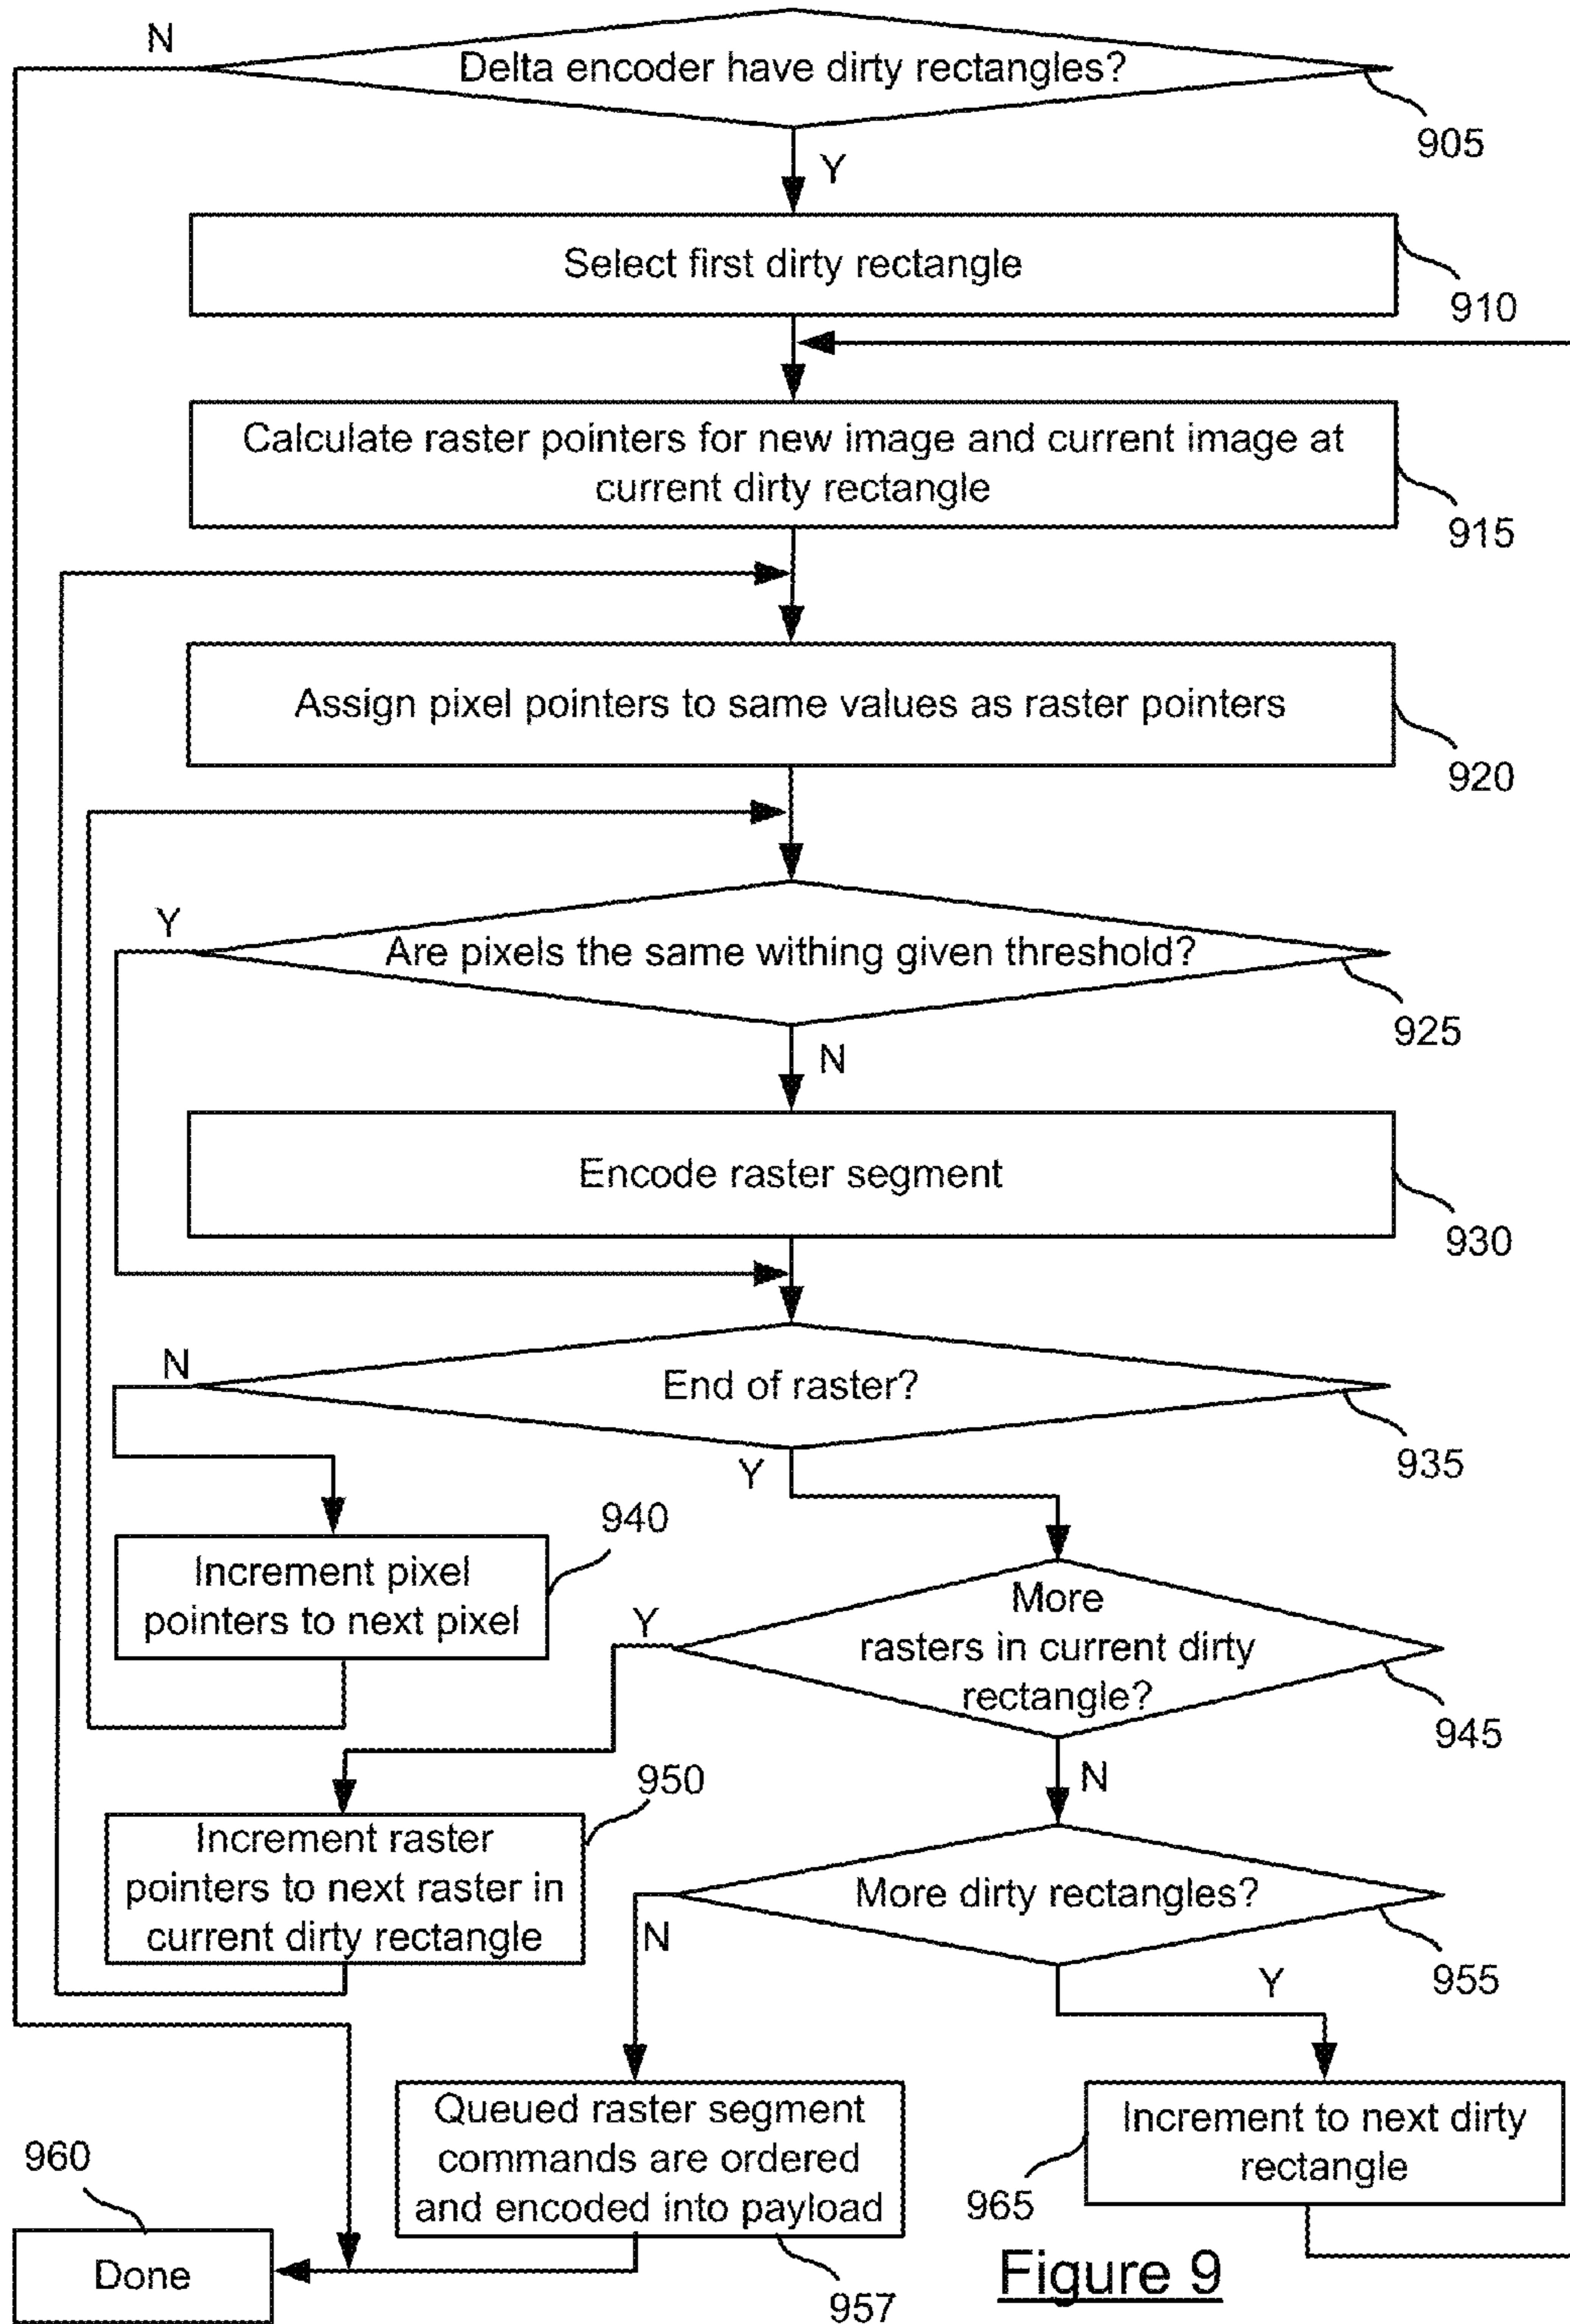 N
Delta encoder have dirty rectangles?
905
Y
Select first dirty rectangle
910
Calculate raster pointers for new image and current image at
current dirty rectangle
915
Assign pixel pointers to same values as raster pointers
920
Y
Are pixels the same withing given threshold?
925
N
Encode raster segment
930
N
End of raster?
935
Y
940
Increment pixel
pointers to next pixel
Y
More
rasters in current dirty
rectangle?
945
N
950
Increment raster
pointers to next raster in
current dirty rectangle
More dirty rectangles?
N
955
Y
Queued raster segment
commands are ordered
and encoded into payload
957
Increment to next dirty
rectangle
965
960
Done
Figure 9